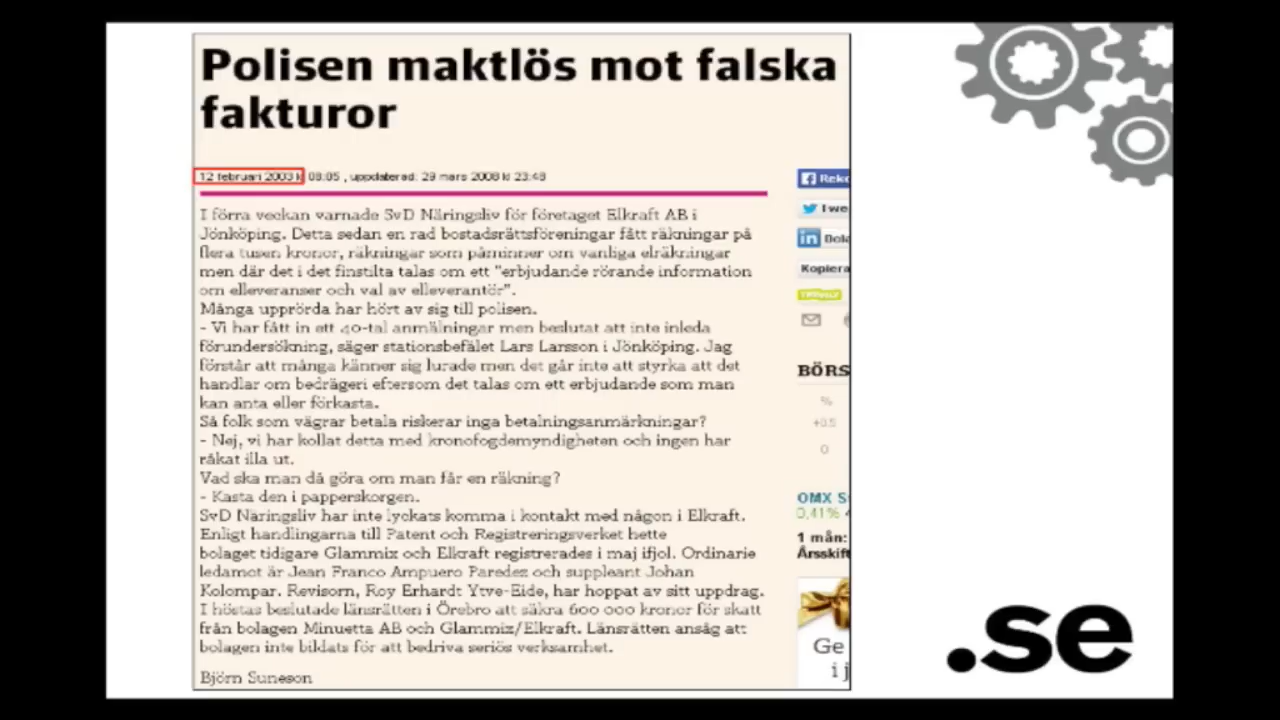 Polisen maktlös mot falska
fakturor
12 februari 2003 k 08:05 , uppdaterad: 29 mars 2008 kl 23:48
I förra veckan varnade SvD Näringsliv för företaget Elkraft AB i
Jönköping. Detta sedan en rad bostadsrättsföreningar fått räkningar på
flera tusen kronor, räkningar som påminner om vanliga elräkningar
men där det i det finstilta talas om ett "erbjudande rörande information
om elleveranser och val av elleverantör".
Många upprörda har hört av sig till polisen.
- Vi har fått in ett 40-tal anmälningar men beslutat att inte inleda
förundersökning, säger stationsbefälet Lars Larsson i Jönköping. Jag
förstår att många känner sig lurade men det går inte att styrka att det
handlar om bedrägeri eftersom det talas om ett erbjudande som man
kan anta eller förkasta.
Så folk som vägrar betala riskerar inga betalningsanmärkningar?
- Nej, vi har kollat detta med kronofogdemyndigheten och ingen har
råkat illa ut.
Vad ska man då göra om man får en räkning?
- Kasta den i papperskorgen.
SvD Näringsliv har inte lyckats komma i kontakt med någon i Elkraft.
Enligt handlingarna till Patent och Registreringsverket hette
bolaget tidigare Glammix och Elkraft registrerades i maj ifjol. Ordinarie
ledamot är Jean Franco Ampuero Paredez och suppleant Johan
Kolompar. Revisorn, Roy Erhardt Ytve-Eide, har hoppat av sitt uppdrag.
I höstas beslutade länsrätten i Örebro att säkra 600 000 kronor för skatt
från bolagen Minuetta AB och Glammix/Elkraft. Länsrätten ansåg att
bolagen inte bildats för att bedriva seriös verksamhet.
Björn Suneson
Reko
Twe
in
Kopiera
BÖRS
%
+0.5
0
OMX S
0,41%
1 mån:
Årsskift
Ge
i j
.se